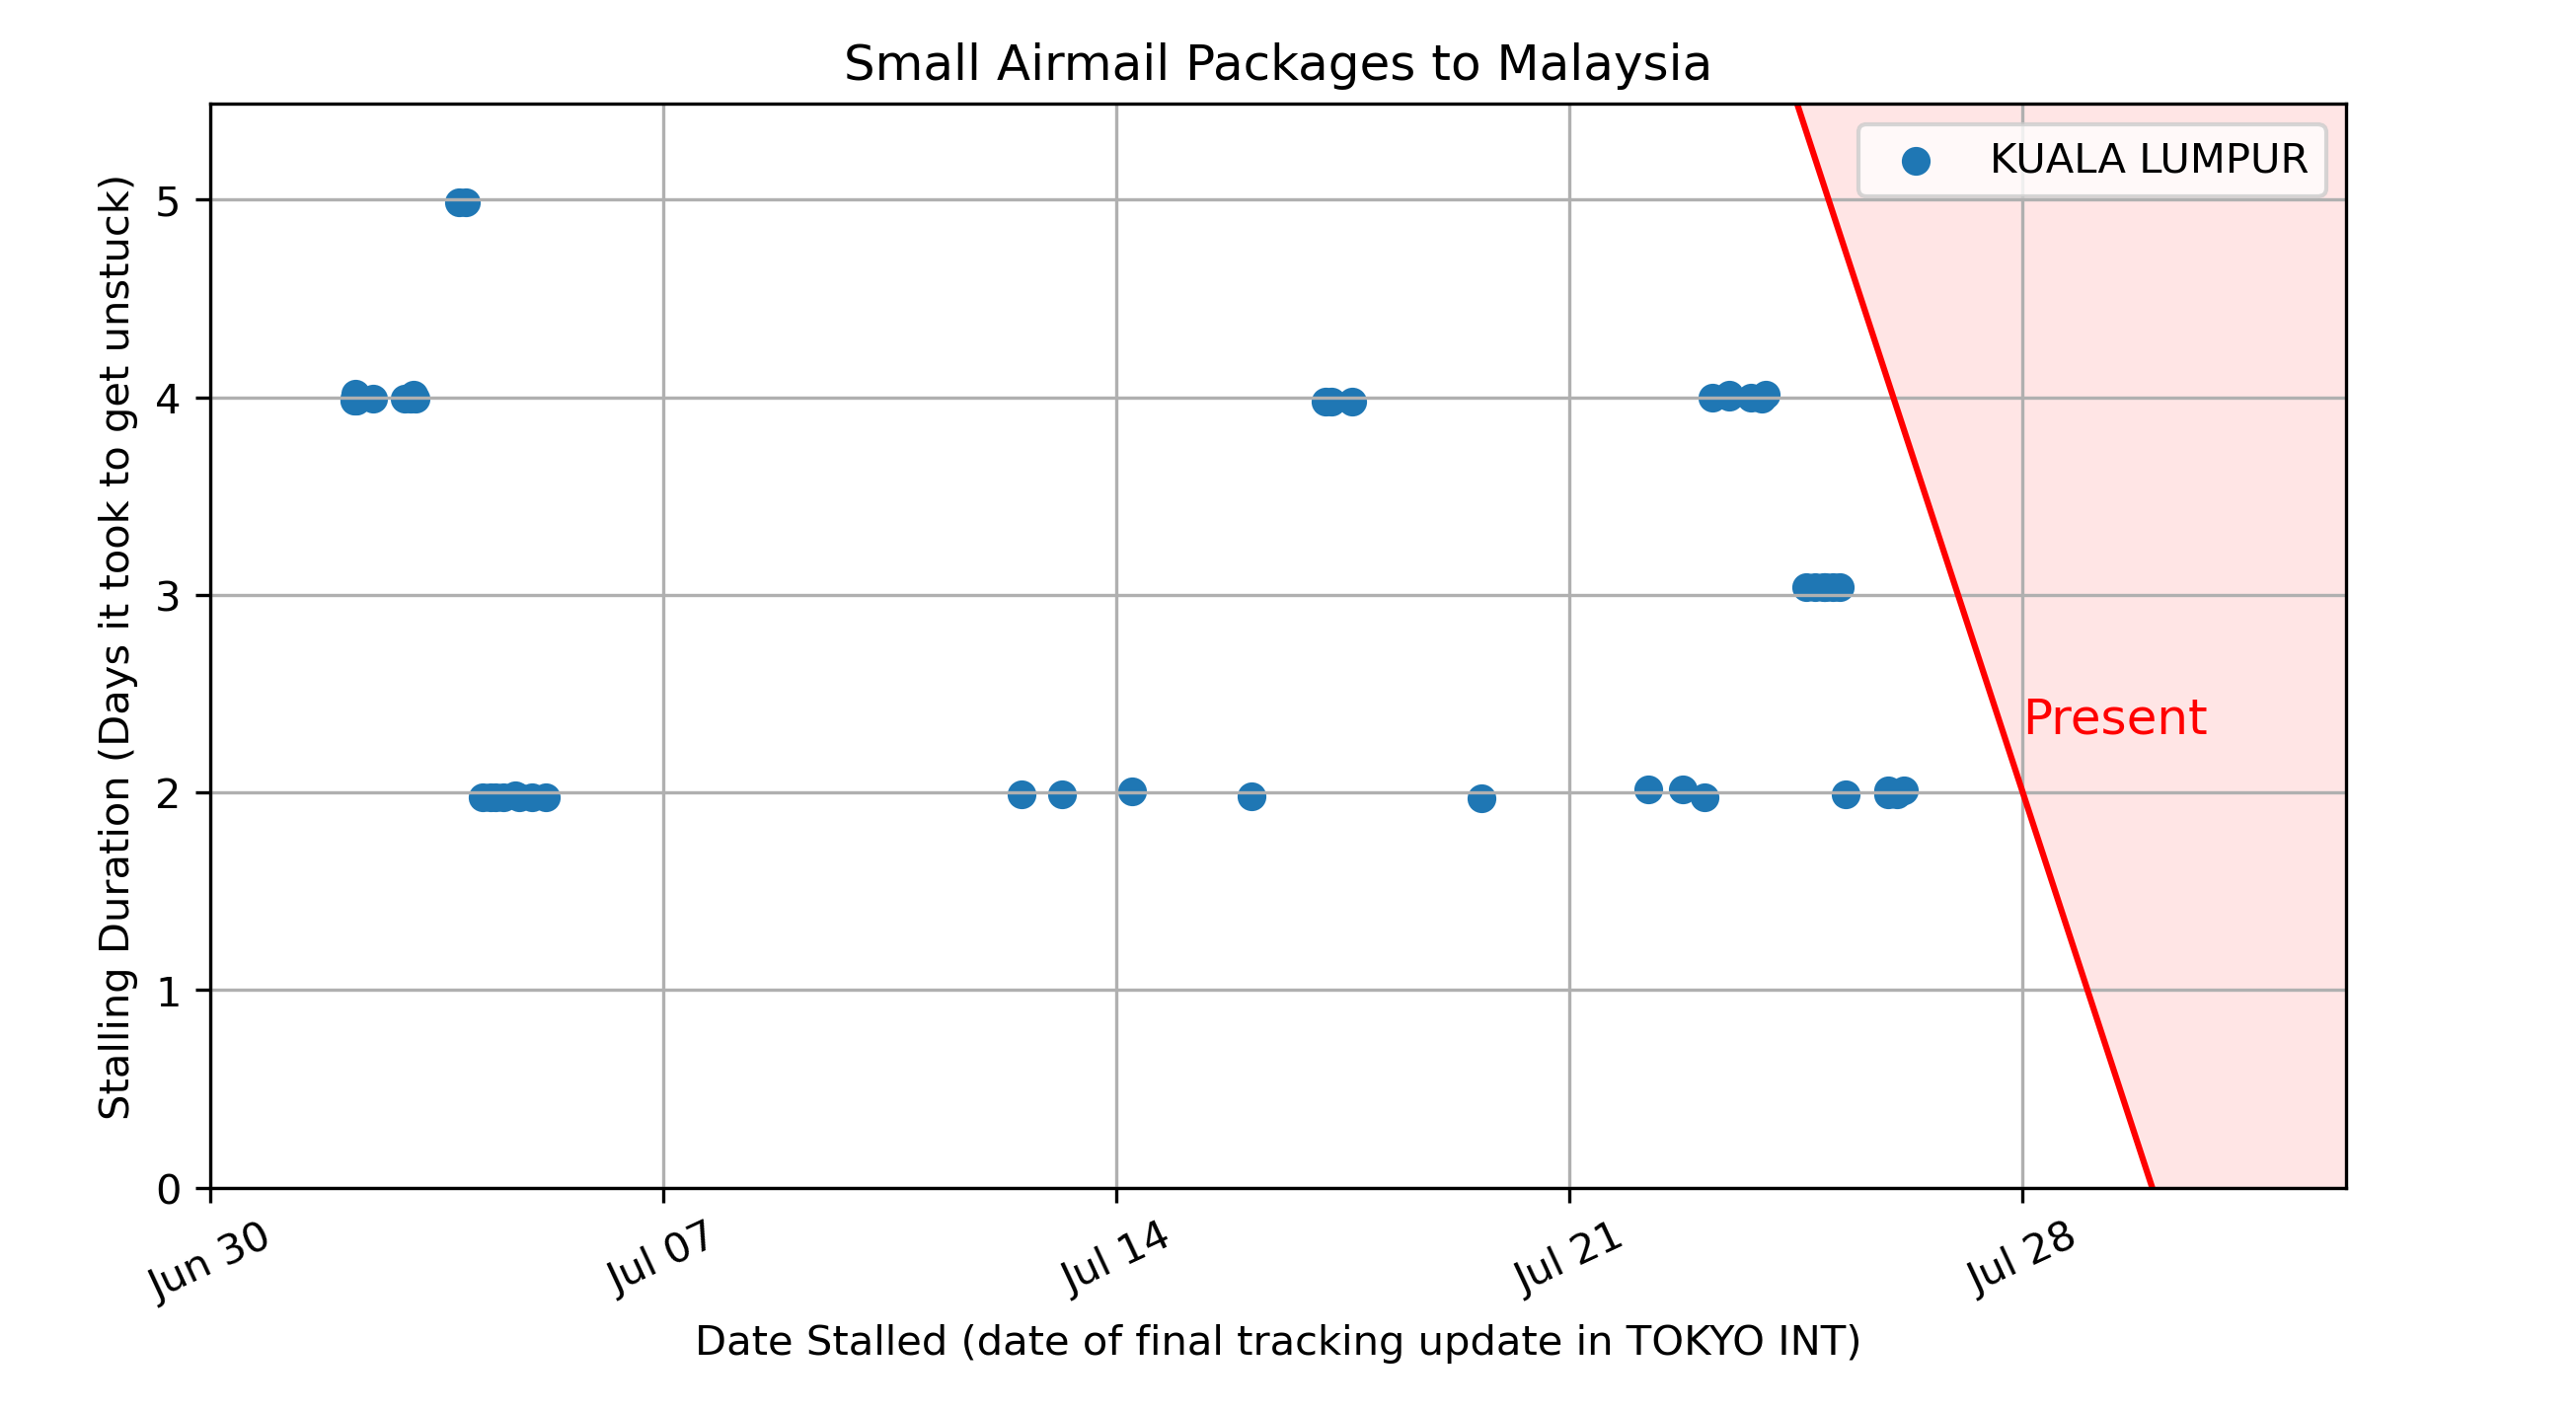 Small Airmail Packages to Malaysia
KUALA LUMPUR
Stalling Duration (Days it took to get unstuck)
5
4
3
2
1
0
Present
Jun 30
Jul 07
Jul 14
Jul 21
Jul 28
Date Stalled (date of final tracking update in TOKYO INT)